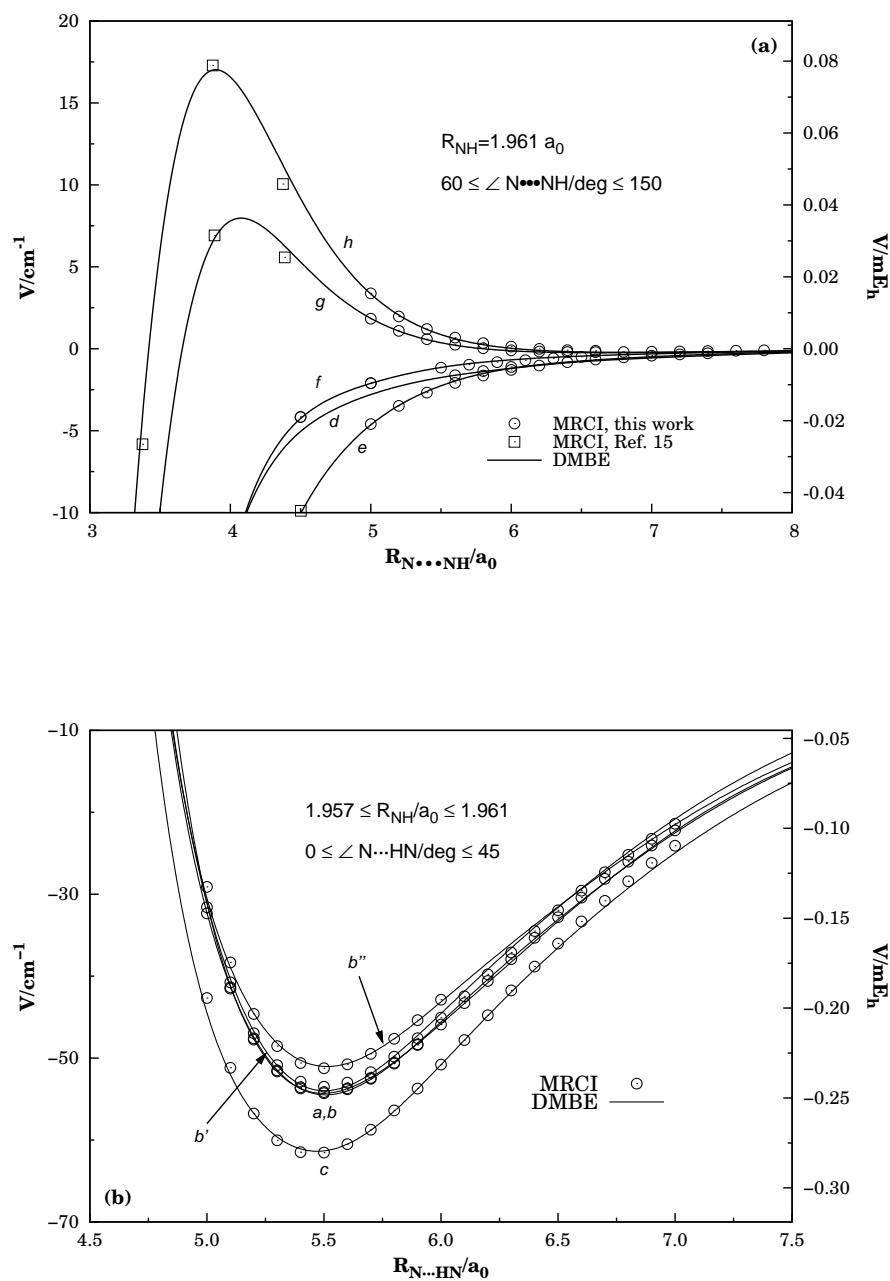 20
15
10
5
0
-5
-10
V/cm-1
(a)
0.08
0.06
0.04
0.02
0.00
-0.02
-0.04
V/mEh
RNH=1.961 a0
60 ≤ ∠ N•••NH/deg ≤ 150
h
g
f
d
e
MRCI, this work
MRCI, Ref. 15
DMBE
3 4 5 6 7 8
RN•••NH/a0
−10
−30
−50
−70
V/cm−1
−0.05
−0.10
−0.15
−0.20
−0.25
−0.30
V/mEh
1.957 ≤ RNH/a0 ≤ 1.961
0 ≤ ∠ N···HN/deg ≤ 45
b''
b'
a,b
c
MRCI
DMBE
(b)
4.5 5.0 5.5 6.0 6.5 7.0 7.5
RN···HN/a0